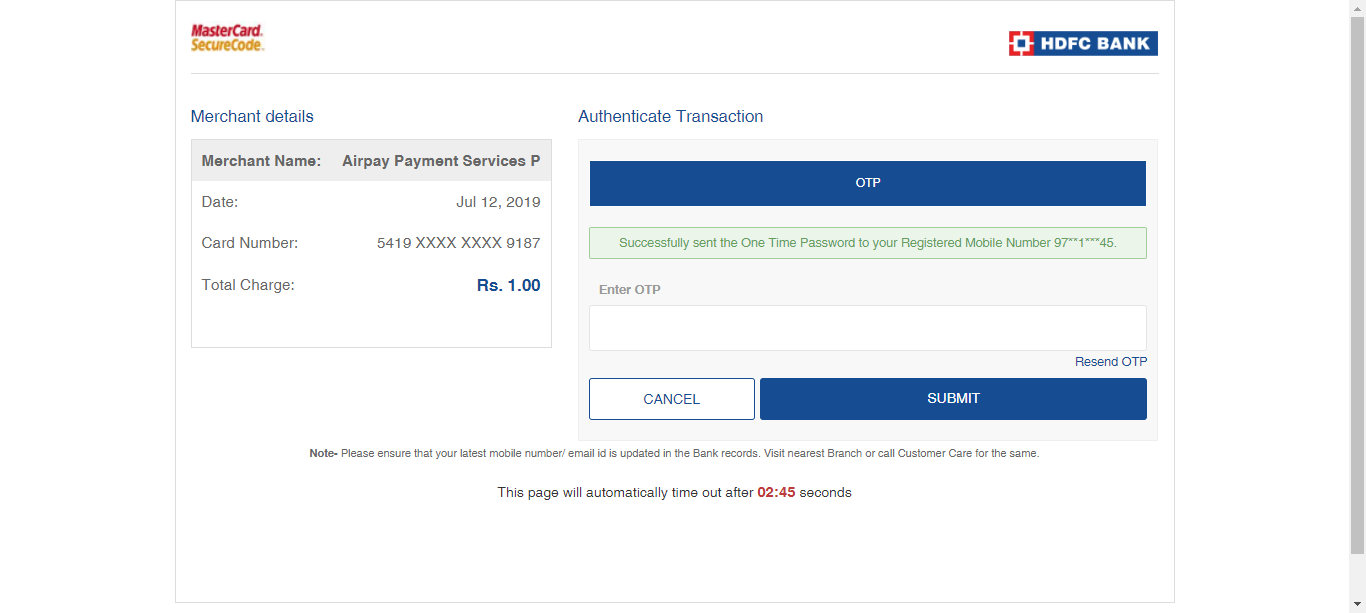 MasterCard.
SecureCode.
HDFC BANK
Merchant details
Merchant Name: Airpay Payment Services P
Date: Jul 12, 2019
Card Number: 5419 XXXX XXXX 9187
Total Charge: Rs. 1.00
Authenticate Transaction
OTP
Successfully sent the One Time Password to your Registered Mobile Number 97**1***45.
Enter OTP
Resend OTP
CANCEL SUBMIT
Note- Please ensure that your latest mobile number/ email id is updated in the Bank records. Visit nearest Branch or call Customer Care for the same.
This page will automatically time out after 02:45 seconds